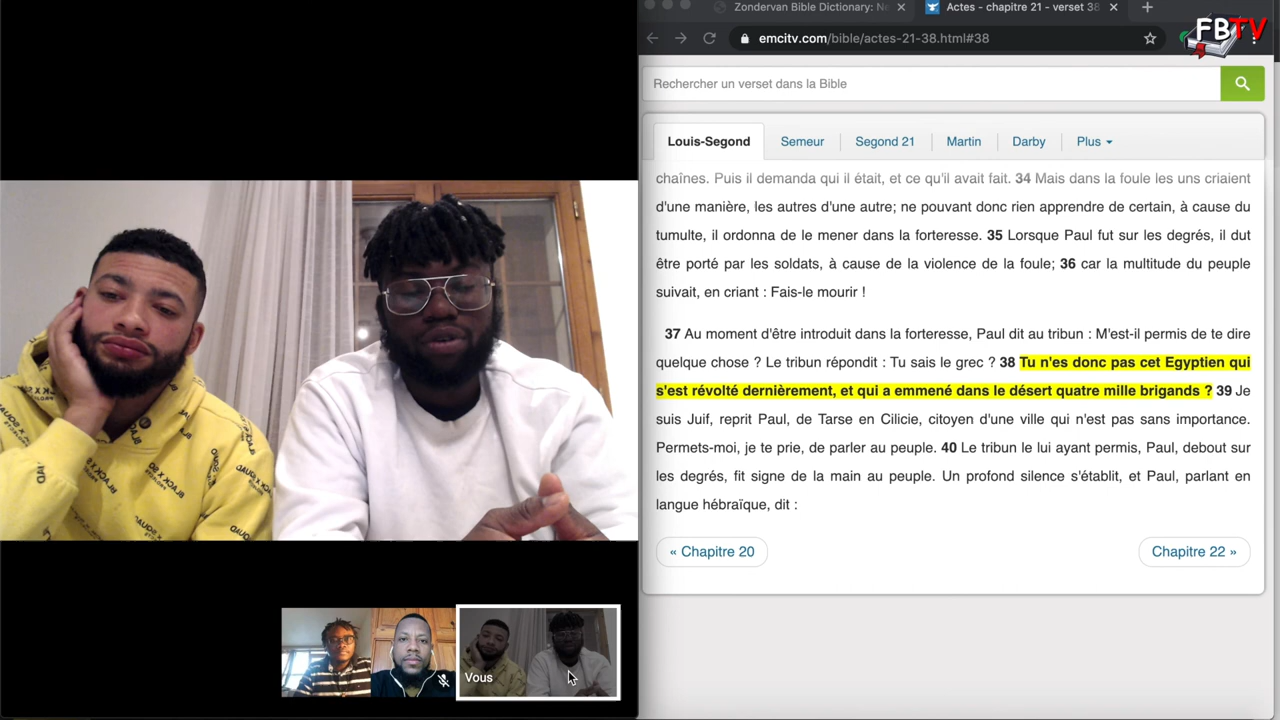 Zondervan Bible Dictionary: Ne
Actes - chapitre 21 - verset 38
FBTV
emcitv.com/bible/actes-21-38.html#38
Rechercher un verset dans la Bible
Louis-Segond
Semeur
Segond 21
Martin
Darby
Plus
chaînes. Puis il demanda qui il était, et ce qu'il avait fait. 34 Mais dans la foule les uns criaient
d'une manière, les autres d'une autre; ne pouvant donc rien apprendre de certain, à cause du
tumulte, il ordonna de le mener dans la forteresse. 35 Lorsque Paul fut sur les degrés, il dut
être porté par les soldats, à cause de la violence de la foule; 36 car la multitude du peuple
suivait, en criant : Fais-le mourir !
37 Au moment d'être introduit dans la forteresse, Paul dit au tribun : M'est-il permis de te dire
quelque chose ? Le tribun répondit : Tu sais le grec ? 38 Tu n'es donc pas cet Egyptien qui
s'est révolté dernièrement, et qui a emmené dans le désert quatre mille brigands ? 39 Je
suis Juif, reprit Paul, de Tarse en Cilicie, citoyen d'une ville qui n'est pas sans importance.
Permets-moi, je te prie, de parler au peuple. 40 Le tribun le lui ayant permis, Paul, debout sur
les degrés, fit signe de la main au peuple. Un profond silence s'établit, et Paul, parlant en
langue hébraïque, dit :
« Chapitre 20
Chapitre 22 »
Vous